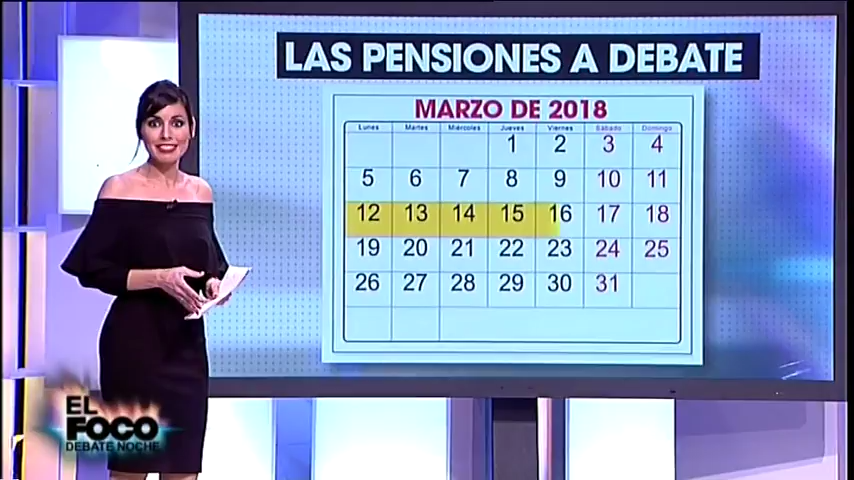 LAS PENSIONES A DEBATE
MARZO DE 2018
Lunes Martes Miércoles Jueves Viernes Sábado Domingo
1 2 3 4
5 6 7 8 9 10 11
12 13 14 15 16 17 18
19 20 21 22 23 24 25
26 27 28 29 30 31
EL
FOCO
DEBATE NOCHE